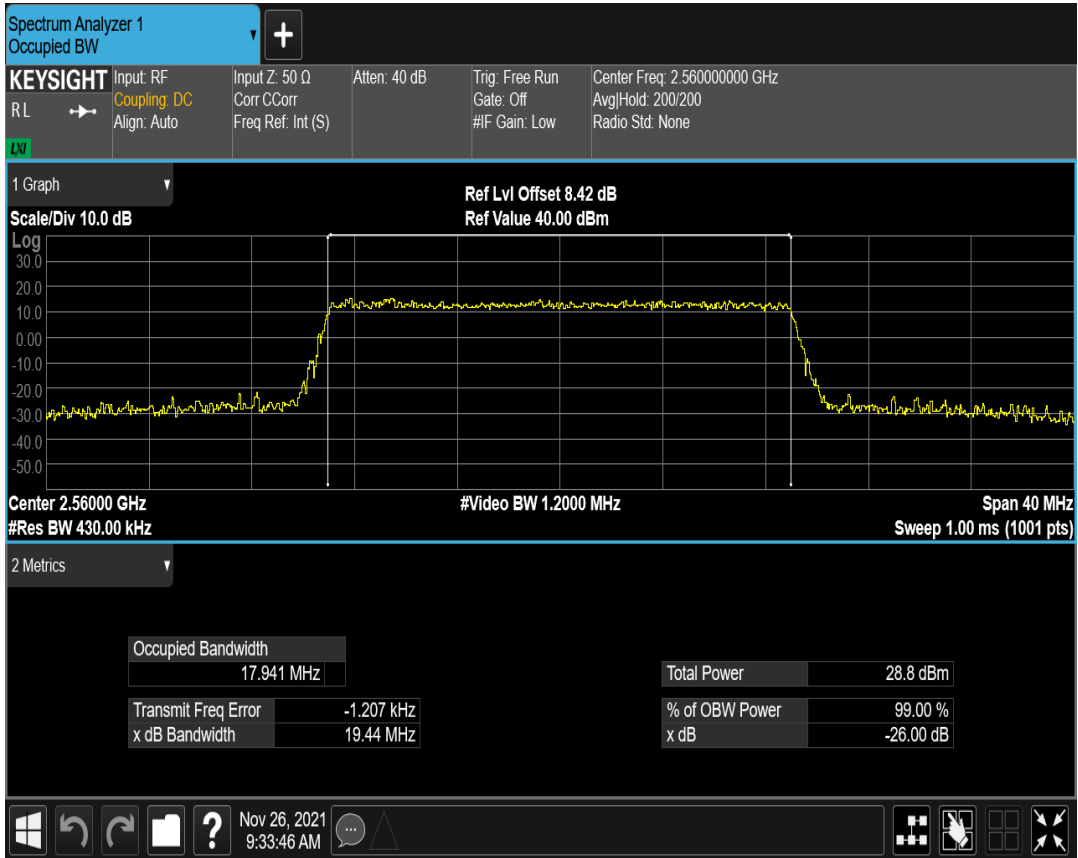 Spectrum Analyzer 1
Occupied BW
+
KEYSIGHT
R L
LXI
Input: RF
Coupling: DC
Align: Auto
Input Z: 50 Ω
Corr CCorr
Freq Ref: Int (S)
Atten: 40 dB
Trig: Free Run
Gate: Off
#IF Gain: Low
Center Freq: 2.560000000 GHz
Avg|Hold: 200/200
Radio Std: None
1 Graph
Scale/Div 10.0 dB
Ref Lvl Offset 8.42 dB
Ref Value 40.00 dBm
Log
30.0
20.0
10.0
0.00
-10.0
-20.0
-30.0
-40.0
-50.0
Center 2.56000 GHz
#Video BW 1.2000 MHz
Span 40 MHz
#Res BW 430.00 kHz
Sweep 1.00 ms (1001 pts)
2 Metrics
Occupied Bandwidth
17.941 MHz
Total Power 28.8 dBm
Transmit Freq Error -1.207 kHz
% of OBW Power 99.00 %
x dB Bandwidth 19.44 MHz
x dB -26.00 dB
?
Nov 26, 2021
9:33:46 AM